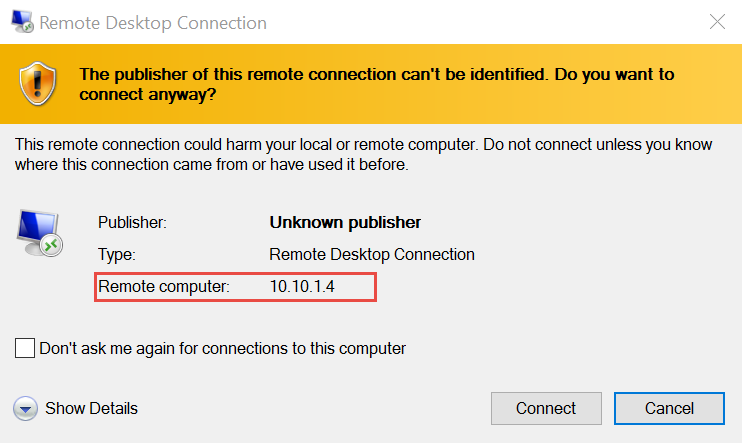 Remote Desktop Connection
The publisher of this remote connection can't be identified. Do you want to
connect anyway?
This remote connection could harm your local or remote computer. Do not connect unless you know
where this connection came from or have used it before.
Publisher: Unknown publisher
Type: Remote Desktop Connection
Remote computer: 10.10.1.4
Don't ask me again for connections to this computer
Show Details Connect Cancel